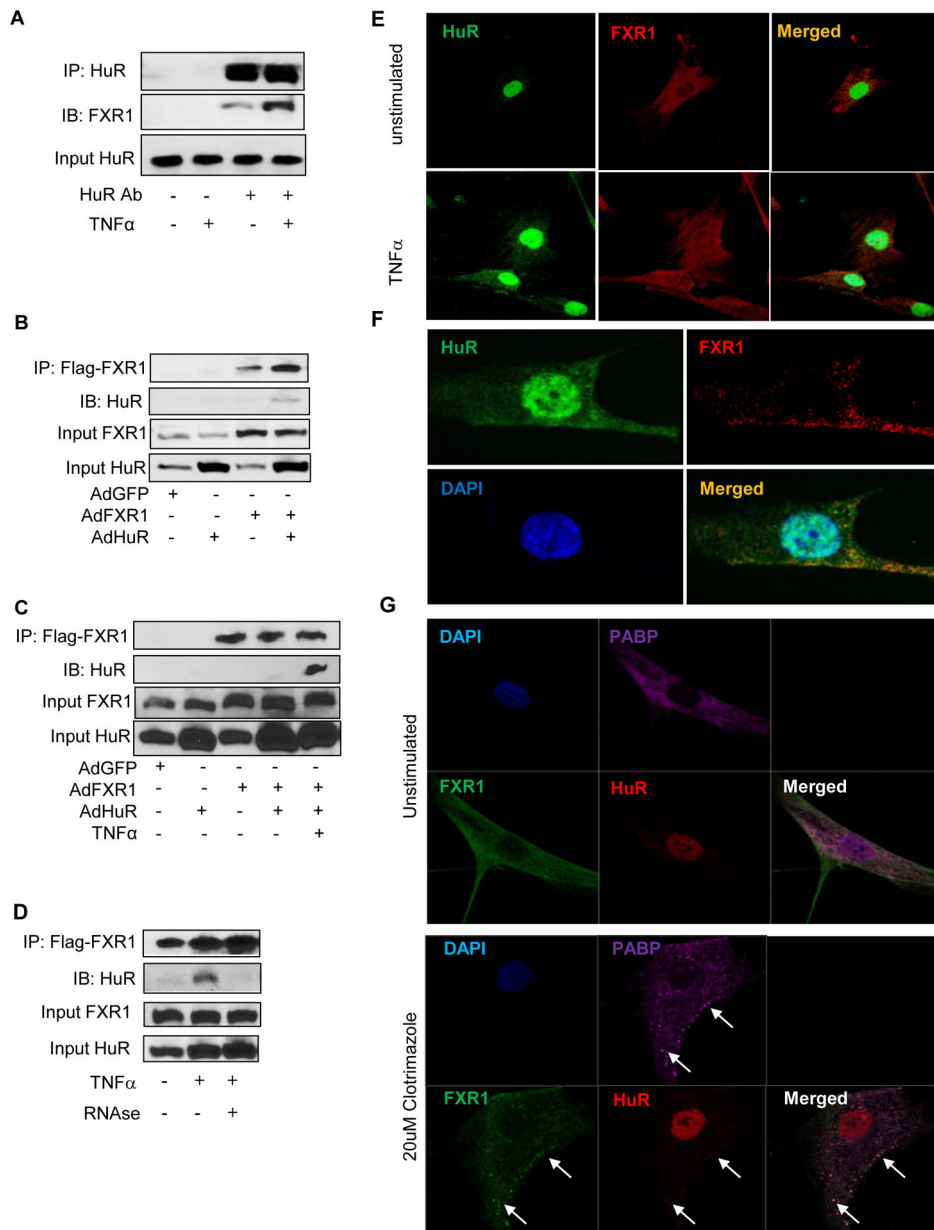 A
IP: HuR
IB: FXR1
Input HuR
HuR Ab - - + +
TNFα - + - +
B
IP: Flag-FXR1
IB: HuR
Input FXR1
Input HuR
AdGFP + - - -
AdFXR1 - - + +
AdHuR - + - +
C
IP: Flag-FXR1
IB: HuR
Input FXR1
Input HuR
AdGFP + - - - -
AdFXR1 - - + + +
AdHuR - + - + +
TNFα - - - - +
D
IP: Flag-FXR1
IB: HuR
Input FXR1
Input HuR
TNFα - + +
RNAse - - +
E
HuR FXR1 Merged
unstimulated
TNFα
F
HuR FXR1
DAPI Merged
G
DAPI PABP
Unstimulated
FXR1 HuR Merged
DAPI PABP
20uM Clotrimazole
FXR1 HuR Merged